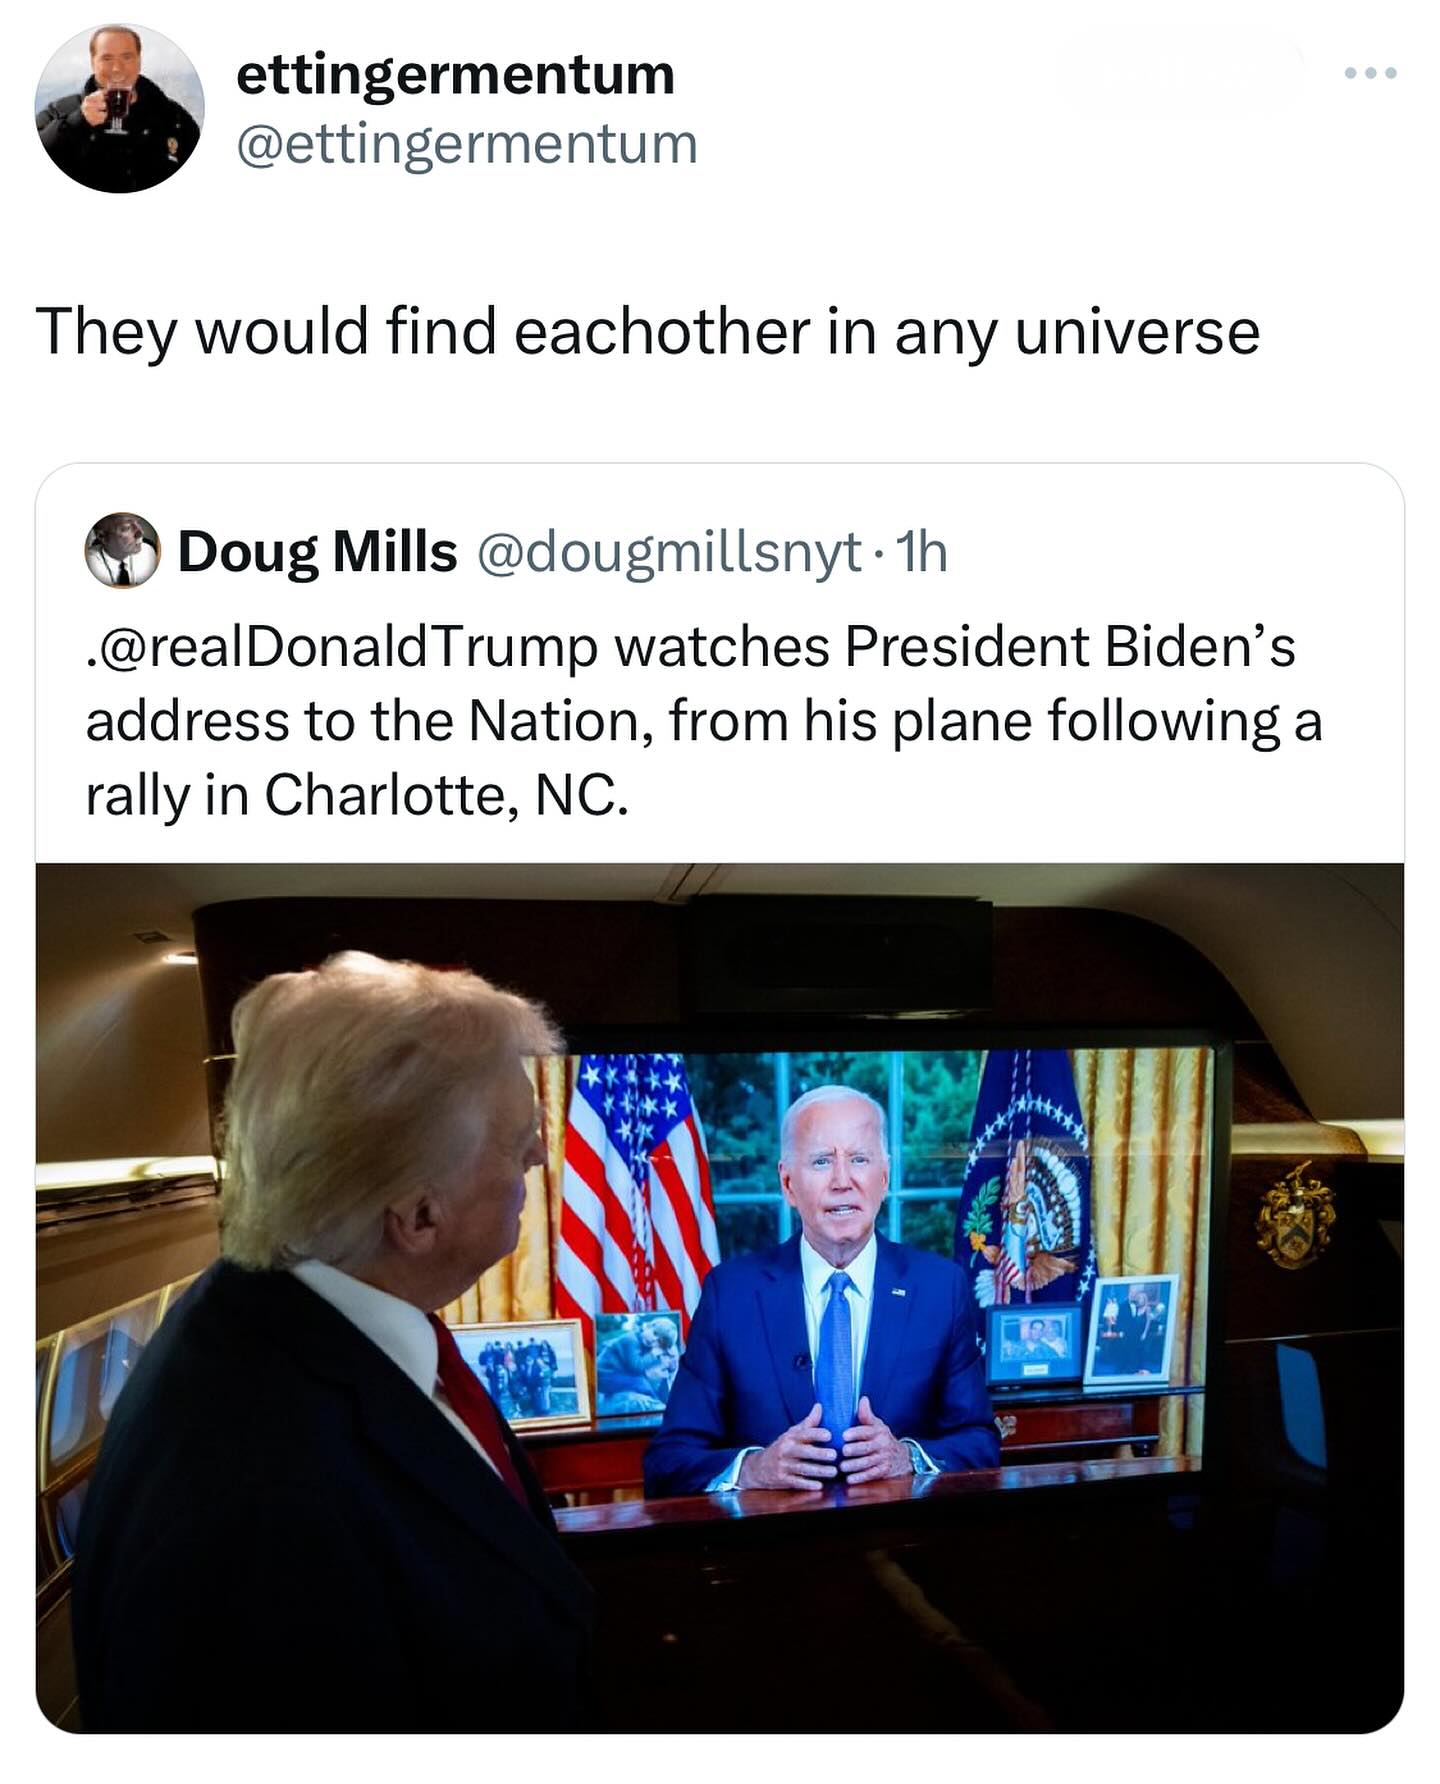 ettingermentum
@ettingermentum
They would find eachother in any universe
Doug Mills @dougmillsnyt · 1h
.@realDonaldTrump watches President Biden’s
address to the Nation, from his plane following a
rally in Charlotte, NC.